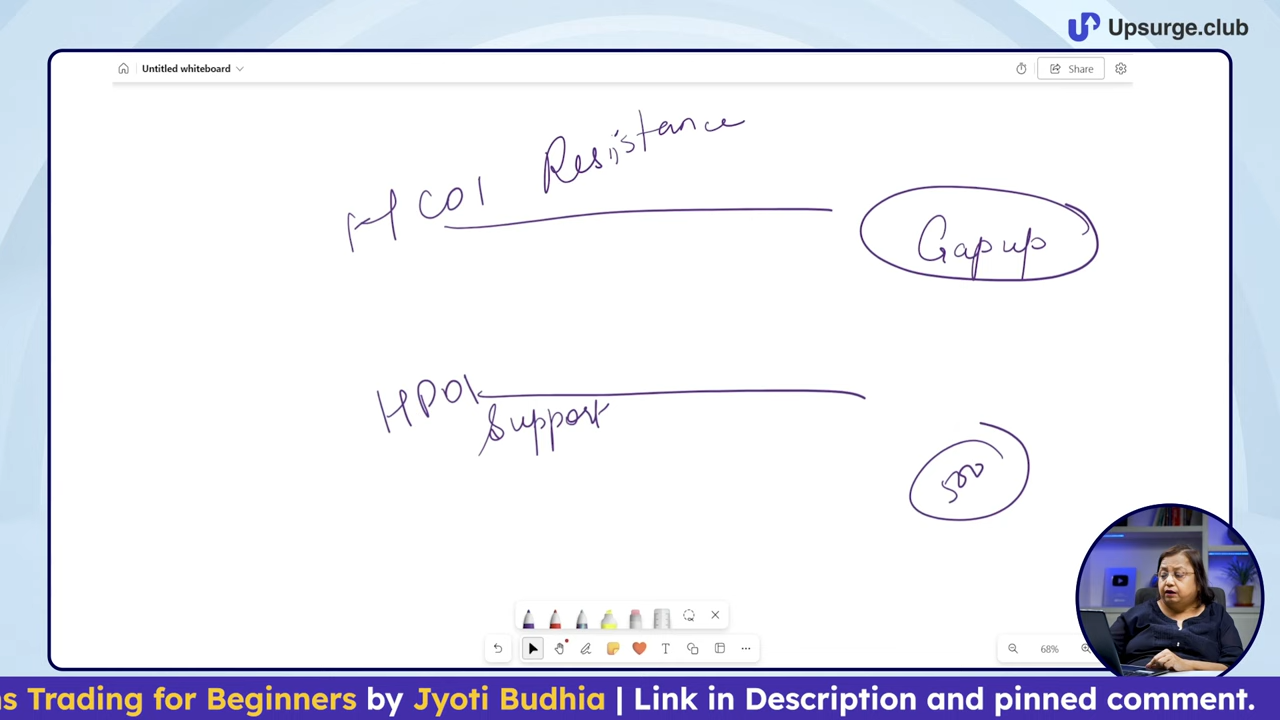 Upsurge.club
Untitled whiteboard
Share
Resistance
HCOI
Gap up
HPOI
Support
500
68%
ns Trading for Beginners by Jyoti Budhia | Link in Description and pinned comment.